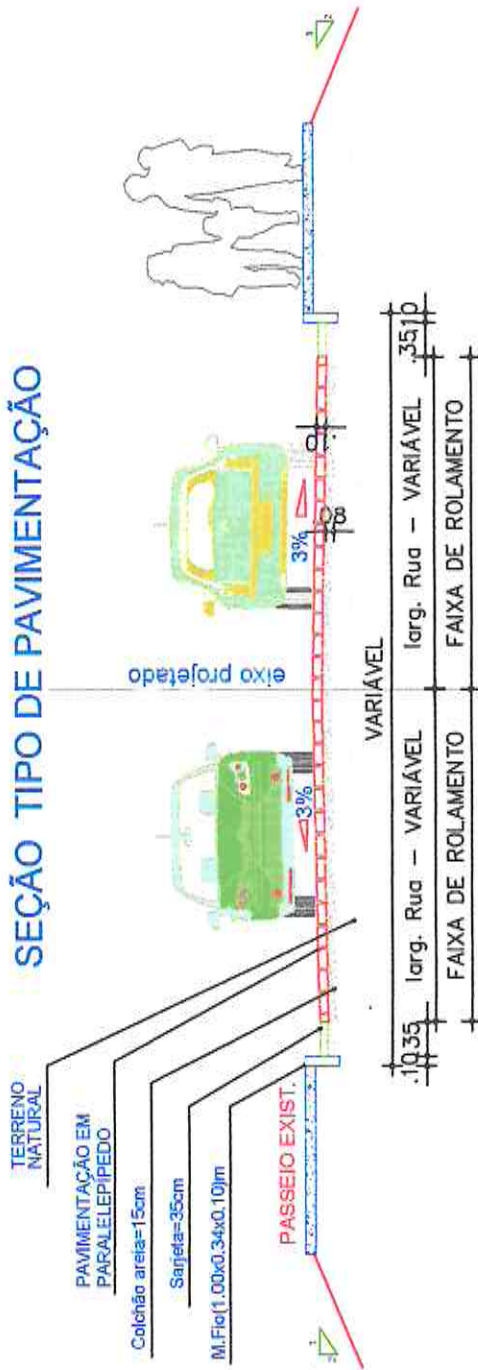 SEÇÃO TIPO DE PAVIMENTAÇÃO
TERRENO
NATURAL
PAVIMENTAÇÃO EM
PARALELEPÍPEDO
Colchão areia=15cm
Sarjeta=35cm
M.Fio(1.00x0.34x0.10)m
PASSEIO EXIST.
eixo projetado
3%
3%
.10
.08
VARIÁVEL
.10
.35
larg. Rua - VARIÁVEL
larg. Rua - VARIÁVEL
.35
.10
FAIXA DE ROLAMENTO
FAIXA DE ROLAMENTO